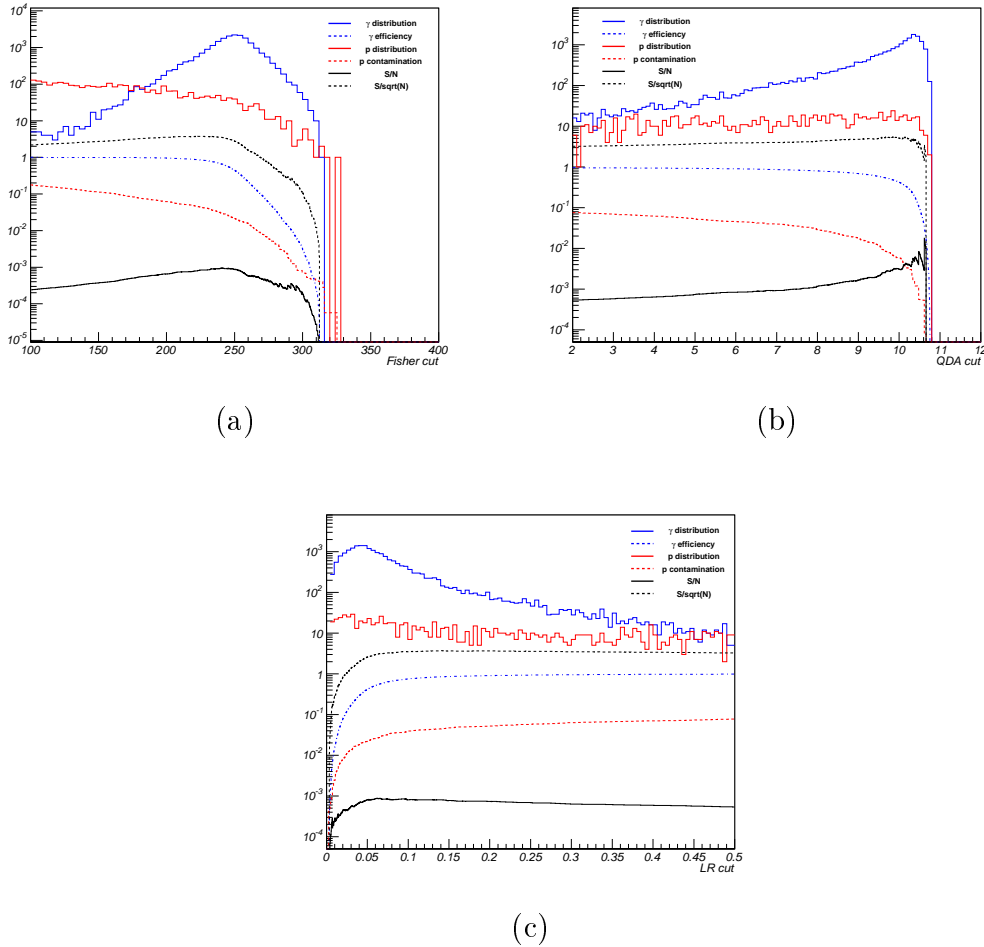 γ distribution
γ efficiency
p distribution
p contamination
S/N
S/sqrt(N)
10^4
10^3
10^2
10
1
10^-1
10^-2
10^-3
10^-4
10^-5
100 150 200 250 300 350 400
Fisher cut
(a)
γ distribution
γ efficiency
p distribution
p contamination
S/N
S/sqrt(N)
10^3
10^2
10
1
10^-1
10^-2
10^-3
10^-4
2 3 4 5 6 7 8 9 10 11 12
QDA cut
(b)
γ distribution
γ efficiency
p distribution
p contamination
S/N
S/sqrt(N)
10^3
10^2
10
1
10^-1
10^-2
10^-3
10^-4
0 0.05 0.1 0.15 0.2 0.25 0.3 0.35 0.4 0.45 0.5
LR cut
(c)